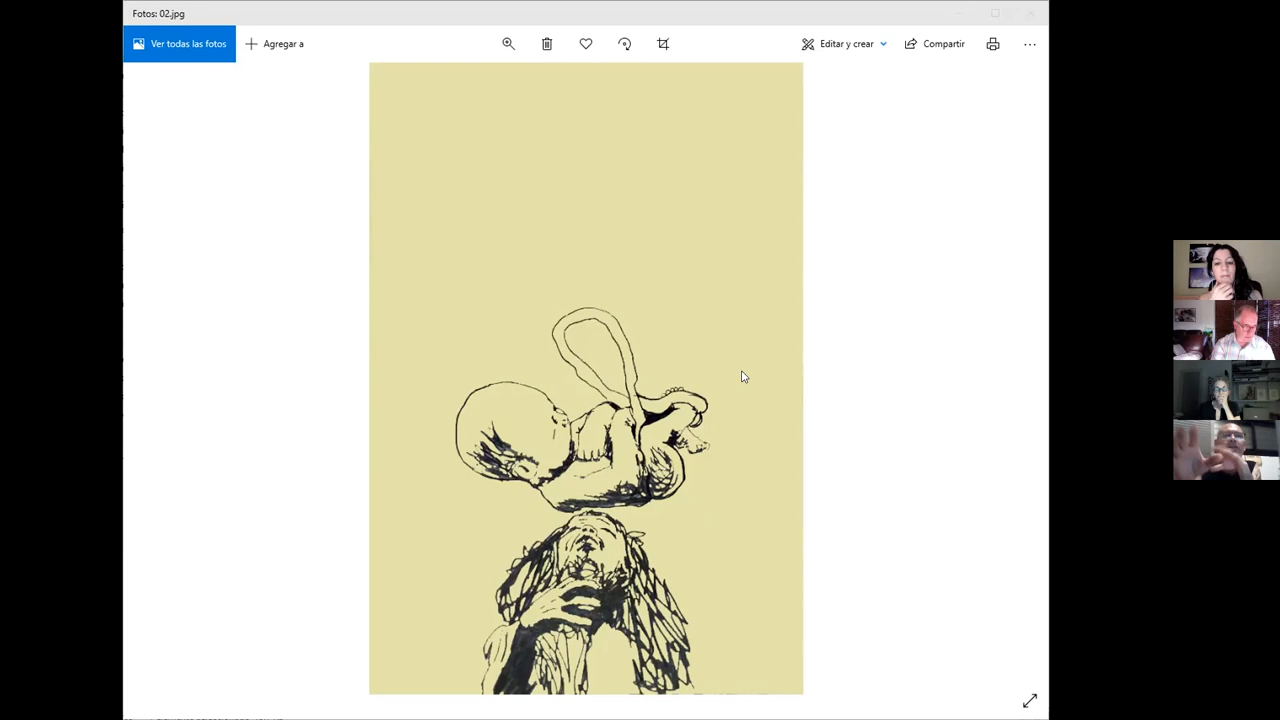 Fotos: 02.jpg
Ver todas las fotos
Agregar a
Editar y crear
Compartir